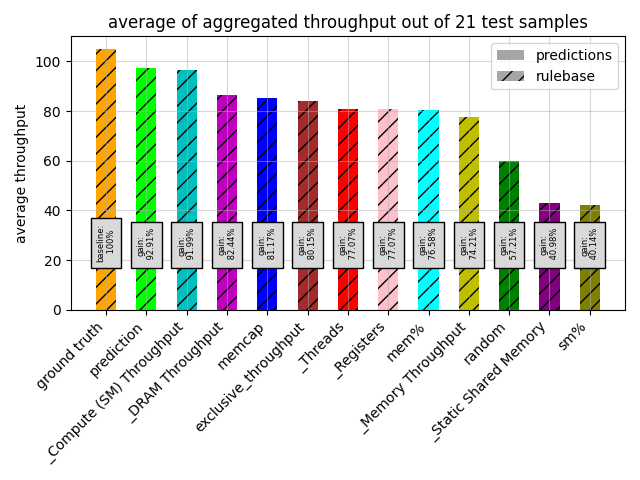 average of aggregated throughput out of 21 test samples
predictions
rulebase
average throughput
100
80
60
40
20
0
baseline:
100%
gain:
92.91%
gain:
91.99%
gain:
82.44%
gain:
81.17%
gain:
80.15%
gain:
77.07%
gain:
77.07%
gain:
76.58%
gain:
74.21%
gain:
57.21%
gain:
40.98%
gain:
40.14%
ground truth
prediction
_Compute (SM) Throughput
_DRAM Throughput
memcap
exclusive_throughput
_Threads
_Registers
mem%
_Memory Throughput
random
_Static Shared Memory
sm%